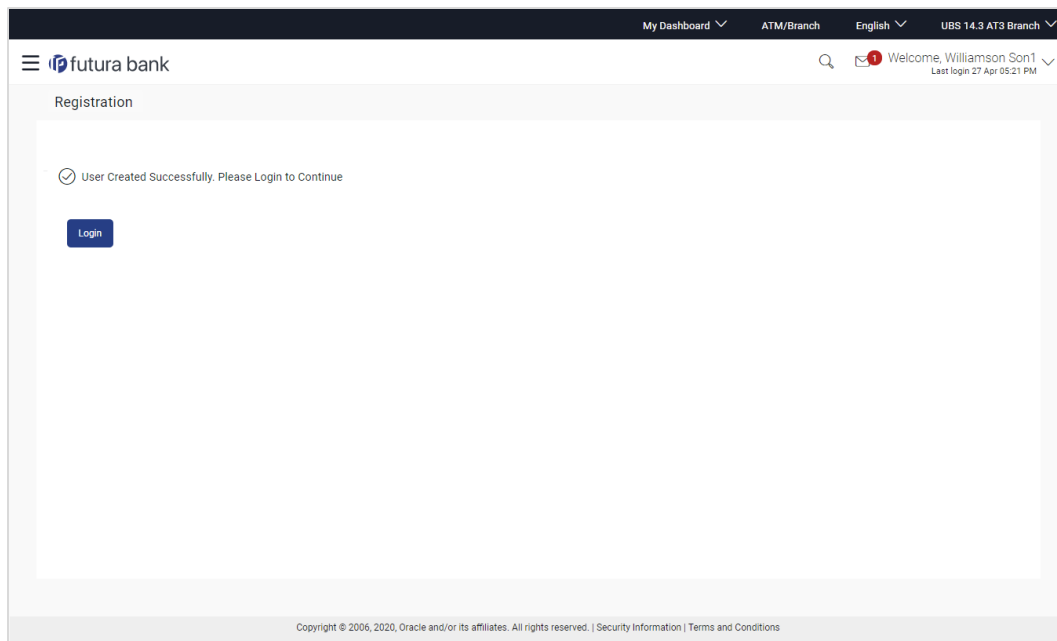 My Dashboard ATM/Branch English UBS 14.3 AT3 Branch
futura bank
1
Welcome, Williamson Son1
Last login 27 Apr 05:21 PM
Registration
User Created Successfully. Please Login to Continue
Login
Copyright © 2006, 2020, Oracle and/or its affiliates. All rights reserved. | Security Information | Terms and Conditions